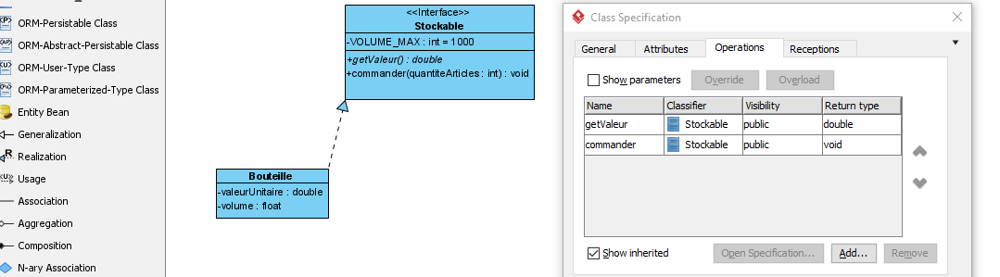 ORM-Persistable Class
ORM-Abstract-Persistable Class
ORM-User-Type Class
ORM-Parameterized-Type Class
Entity Bean
Generalization
Realization
Usage
Association
Aggregation
Composition
N-ary Association
<<Interface>>
Stockable
-VOLUME_MAX : int = 1000
+getValeur() : double
+commander(quantiteArticles : int) : void
Bouteille
-valeurUnitaire : double
-volume : float
Class Specification
General Attributes Operations Receptions
Show parameters Override Overload
Name Classifier Visibility Return type
getValeur Stockable public double
commander Stockable public void
Show inherited Open Specification... Add... Remove